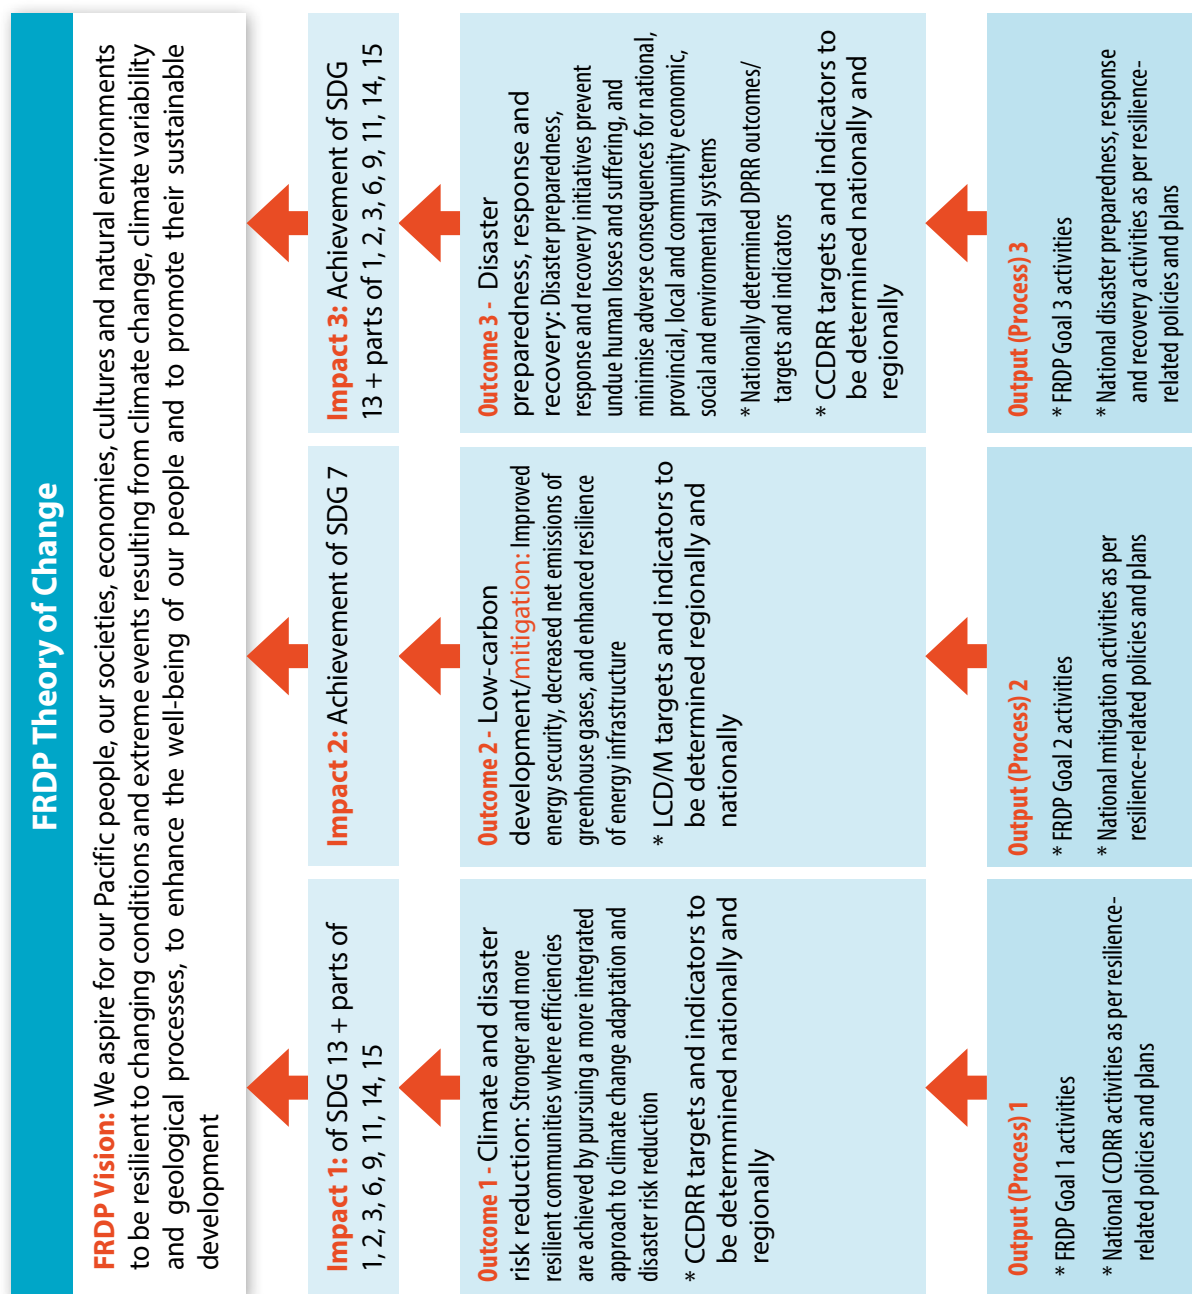 FRDP Theory of Change
FRDP Vision: We aspire for our Pacific people, our societies, economies, cultures and natural environments
to be resilient to changing conditions and extreme events resulting from climate change, climate variability
and geological processes, to enhance the well-being of our people and to promote their sustainable
development
Impact 1: of SDG 13 + parts of
1, 2, 3, 6, 9, 11, 14, 15
Impact 2: Achievement of SDG 7
Impact 3: Achievement of SDG
13 + parts of 1, 2, 3, 6, 9, 11, 14, 15
Outcome 1 - Climate and disaster
risk reduction: Stronger and more
resilient communities where efficiencies
are achieved by pursuing a more integrated
approach to climate change adaptation and
disaster risk reduction
* CCDRR targets and indicators to
be determmined nationally and
regionally
Outcome 2 - Low-carbon
development/mitigation: Improved
energy security, decreased net emissions of
greenhouse gases, and enhanced resilience
of energy infrastructure
* LCD/M targets and indicators to
be determined regionally and
nationally
Outcome 3 - Disaster
preparedness, response and
recovery: Disaster preparedness,
response and recovery initiatives prevent
undue human losses and suffering, and
minimise adverse consequences for national,
provincial, local and community economic,
social and enviromental systems
* Nationally determined DPRR outcomes/
targets and indicators
* CCDRR targets and indicators to
be determined nationally and
regionally
Output (Process) 1
* FRDP Goal 1 activities
* National CCDRR activities as per resilience-
related policies and plans
Output (Process) 2
* FRDP Goal 2 activities
* National mitigation activities as per
resilience-related policies and plans
Output (Process) 3
* FRDP Goal 3 activities
* National disaster preparedness, response
and recovery activities as per resilience-
related policies and plans